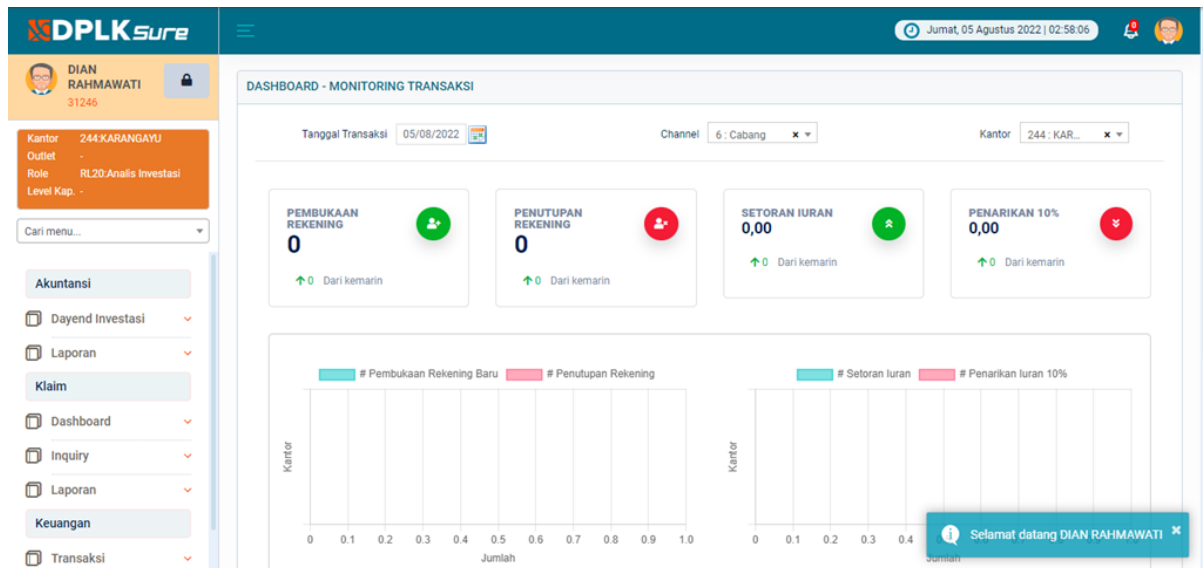 DPLKSure
Jumat, 05 Agustus 2022 | 02:58:06
DIAN
RAHMAWATI
31246
Kantor 244:KARANGAYU
Outlet -
Role RL20:Analis Investasi
Level Kap. -
Cari menu...
Akuntansi
Dayend Investasi
Laporan
Klaim
Dashboard
Inquiry
Laporan
Keuangan
Transaksi
DASHBOARD - MONITORING TRANSAKSI
Tanggal Transaksi 05/08/2022 Channel 6 : Cabang x Kantor 244 : KAR... x
PEMBUKAAN
REKENING
0
0 Dari kemarin
PENUTUPAN
REKENING
0
0 Dari kemarin
SETORAN IURAN
0,00
0 Dari kemarin
PENARIKAN 10%
0,00
0 Dari kemarin
# Pembukaan Rekening Baru # Penutupan Rekening
Kantor
0 0.1 0.2 0.3 0.4 0.5 0.6 0.7 0.8 0.9 1.0
Jumlah
# Setoran Iuran # Penarikan Iuran 10%
Kantor
0 0.1 0.2 0.3 0.4
Jumlah
Selamat datang DIAN RAHMAWATI ×